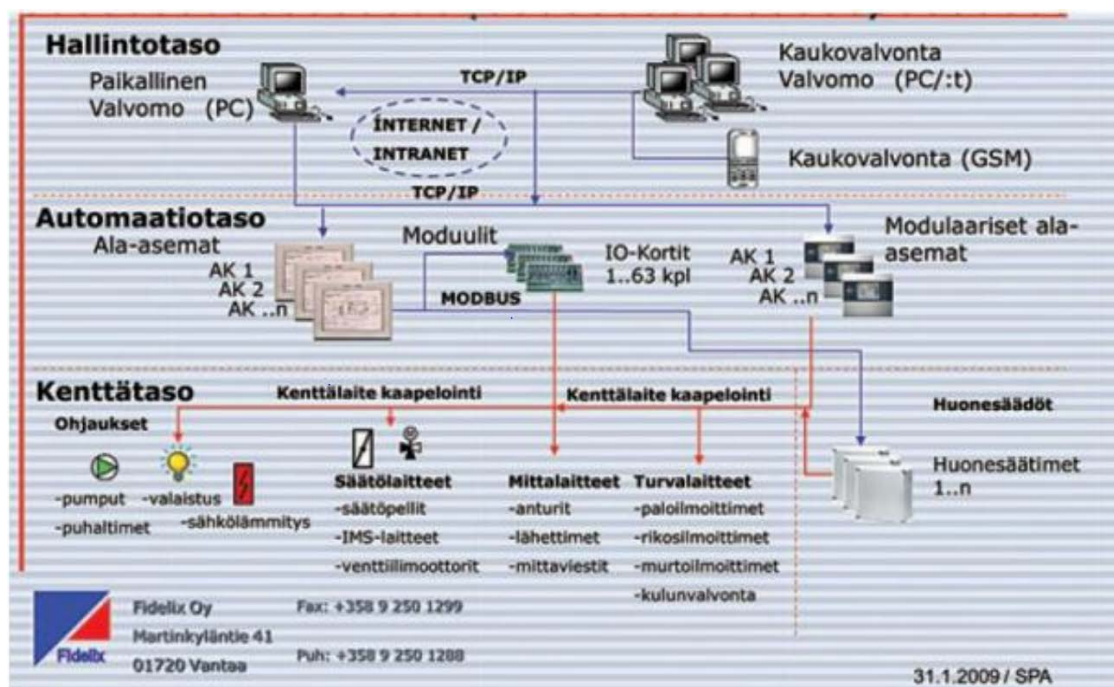 Hallintotaso
Paikallinen
Valvomo (PC)
TCP/IP
Kaukovalvonta
Valvomo (PC/:t)
INTERNET /
INTRANET
Kaukovalvonta (GSM)
TCP/IP
Automaatiotaso
Ala-asemat
AK 1
AK 2
AK ..n
Moduulit
IO-Kortit
1..63 kpl
MODBUS
Modulaariset ala-
asemat
AK 1
AK 2
AK ..n
Kenttätaso
Kenttälaite kaapelointi
Kenttälaite kaapelointi
Ohjaukset
-pumput
-valaistus
-puhaltimet
-sähkölämmitys
Säätölaitteet
-säätöpellit
-IMS-laitteet
-venttiilimoottorit
Mittalaitteet
-anturit
-lähettimet
-mittaviestit
Turvalaitteet
-paloilmoittimet
-rikosilmoittimet
-murtoilmoittimet
-kulunvalvonta
Huonesäädöt
Huonesäätimet
1..n
Fidelix
Fidelix Oy
Martinkyläntie 41
01720 Vantaa
Fax: +358 9 250 1299
Puh: +358 9 250 1288
31.1.2009 / SPA